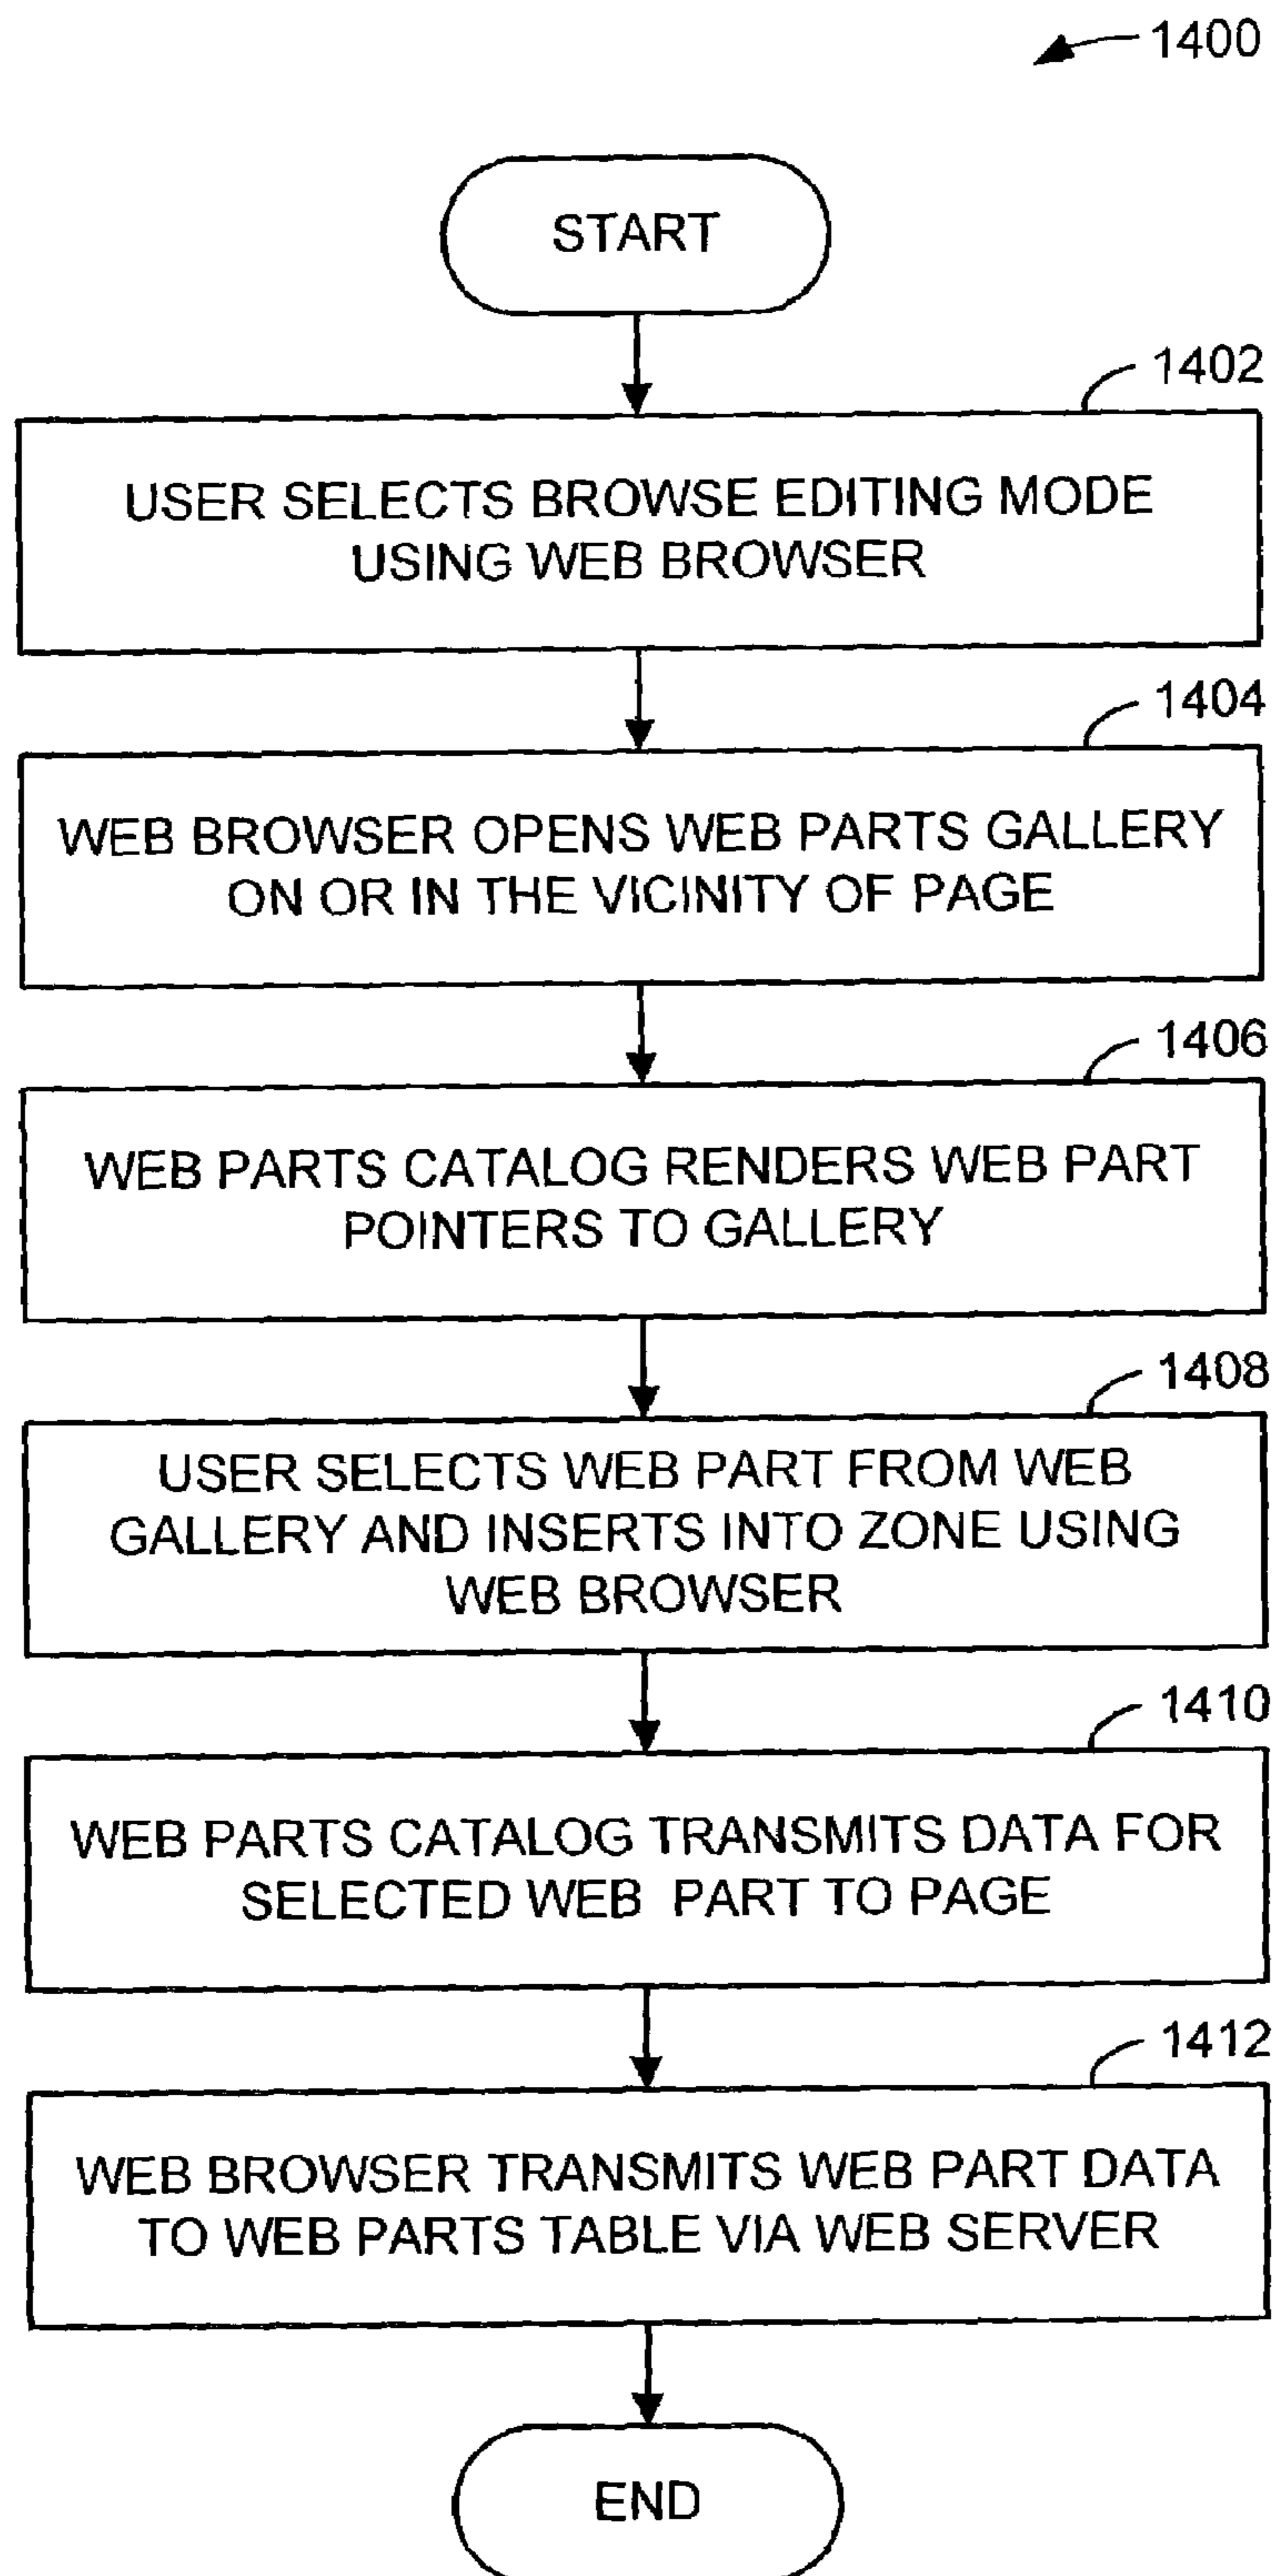 1400
START
1402
USER SELECTS BROWSE EDITING MODE
USING WEB BROWSER
1404
WEB BROWSER OPENS WEB PARTS GALLERY
ON OR IN THE VICINITY OF PAGE
1406
WEB PARTS CATALOG RENDERS WEB PART
POINTERS TO GALLERY
1408
USER SELECTS WEB PART FROM WEB
GALLERY AND INSERTS INTO ZONE USING
WEB BROWSER
1410
WEB PARTS CATALOG TRANSMITS DATA FOR
SELECTED WEB PART TO PAGE
1412
WEB BROWSER TRANSMITS WEB PART DATA
TO WEB PARTS TABLE VIA WEB SERVER
END